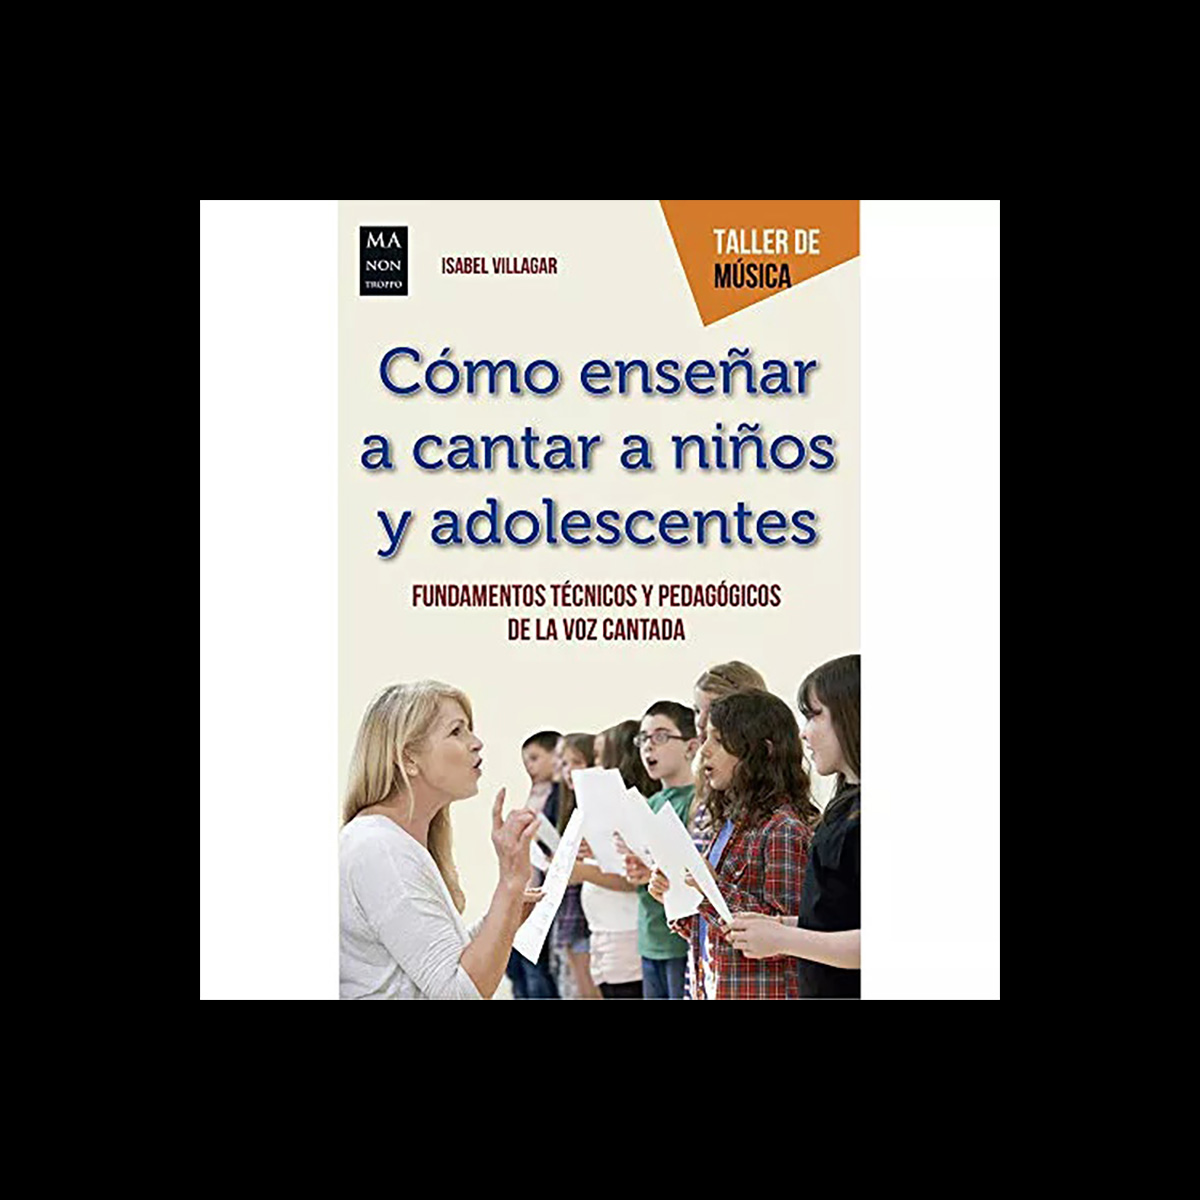 MA
NON
TROPPO
ISABEL VILLAGAR
TALLER DE
MÚSICA
Cómo enseñar
a cantar a niños
y adolescentes
FUNDAMENTOS TÉCNICOS Y PEDAGÓGICOS
DE LA VOZ CANTADA